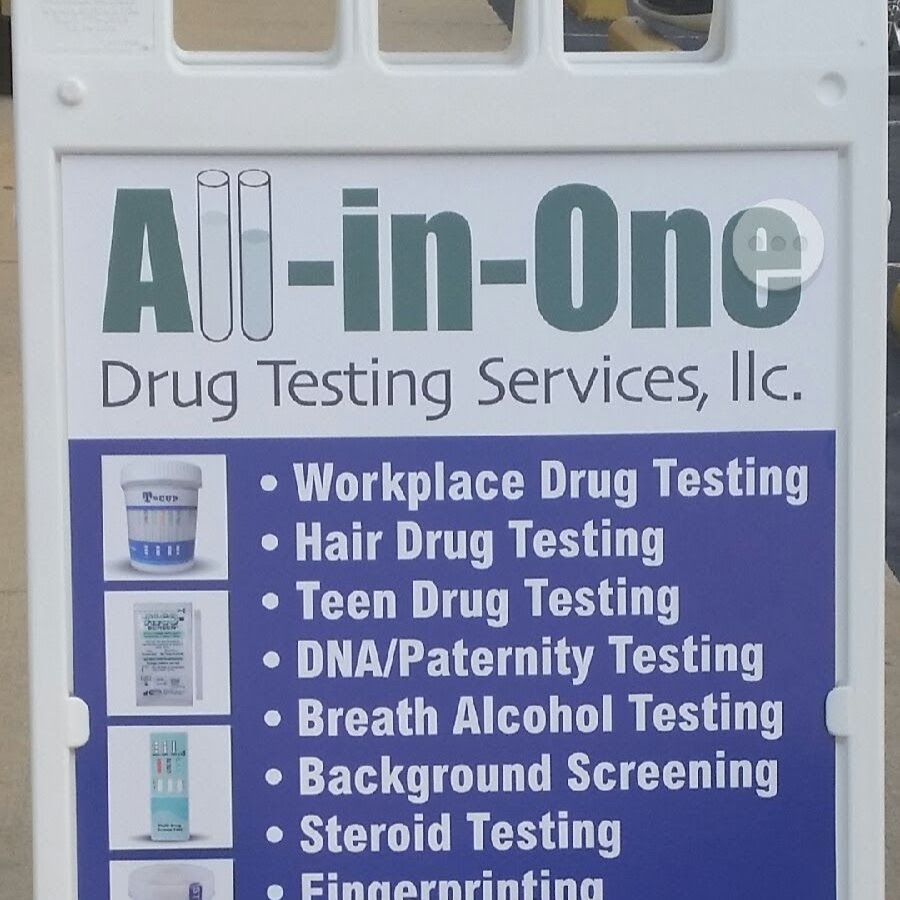 All-in-One
Drug Testing Services, llc.
• Workplace Drug Testing
• Hair Drug Testing
• Teen Drug Testing
• DNA/Paternity Testing
• Breath Alcohol Testing
• Background Screening
• Steroid Testing
• Fingerprinting